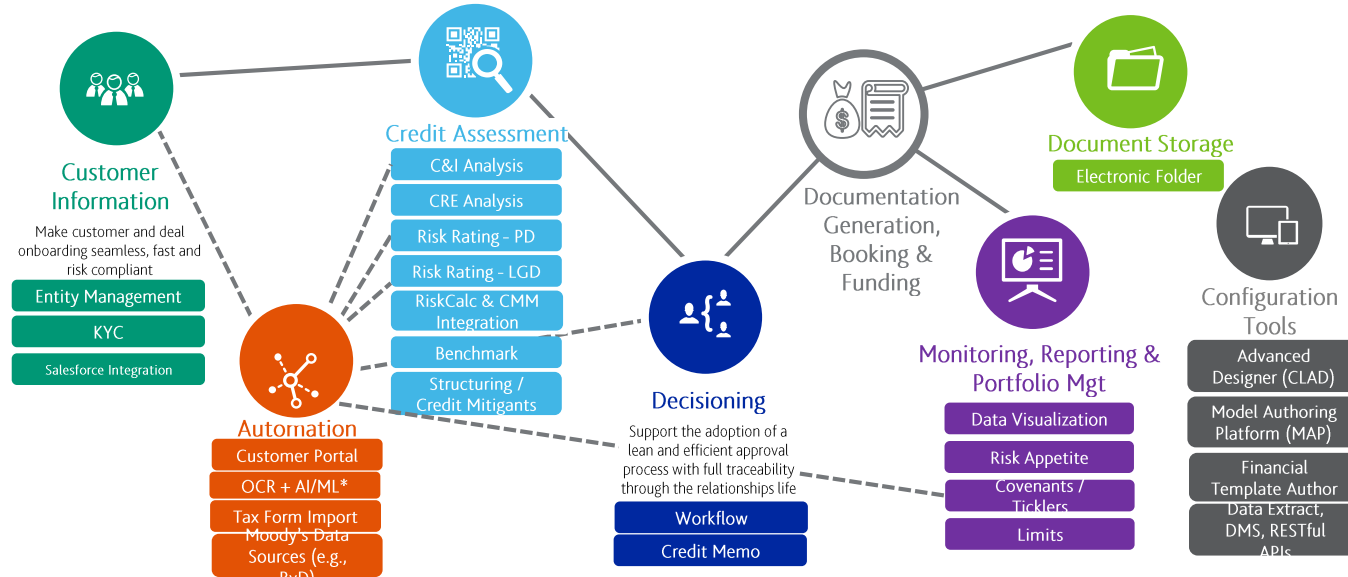 Customer
Information
Make customer and deal
onboarding seamless, fast and
risk compliant
Entity Management
KYC
Salesforce Integration
Credit Assessment
C&I Analysis
CRE Analysis
Risk Rating – PD
Risk Rating – LGD
RiskCalc & CMM
Integration
Benchmark
Structuring /
Credit Mitigants
Automation
Customer Portal
OCR + AI/ML*
Tax Form Import
Moody's Data
Sources (e.g.,
BvD)
Decisioning
Support the adoption of a
lean and efficient approval
process with full traceability
through the relationships life
Workflow
Credit Memo
$
Documentation
Generation,
Booking &
Funding
Document Storage
Electronic Folder
Monitoring, Reporting &
Portfolio Mgt
Data Visualization
Risk Appetite
Covenants /
Ticklers
Limits
Configuration
Tools
Advanced
Designer (CLAD)
Model Authoring
Platform (MAP)
Financial
Template Author
Data Extract,
DMS, RESTful
APIs